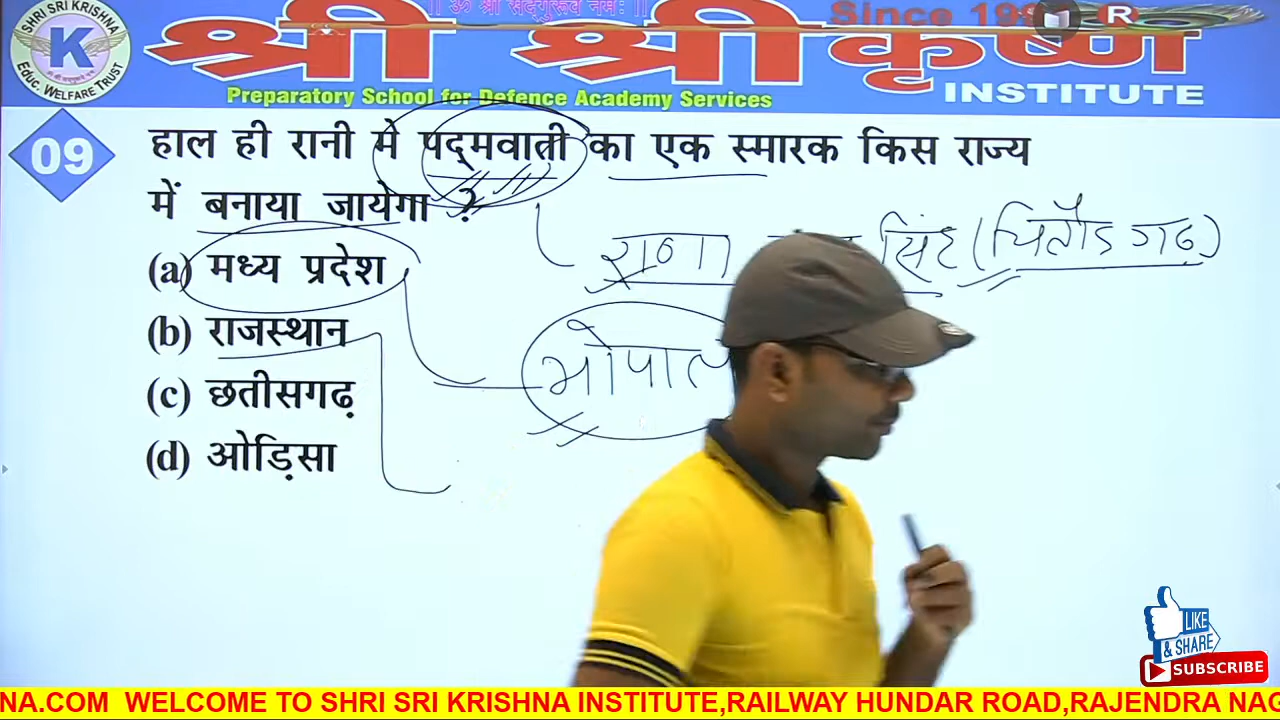 || ॐ श्री सदगुरूवे नमः ||
Since 19
R
SHRI SRI KRISHNA
K
Educ. WELFARE TRUST
श्री श्रीकृष्ण
INSTITUTE
Preparatory School for Defence Academy Services
09
हाल ही रानी मे पद्मवाती का एक स्मारक किस राज्य
में बनाया जायेगा ?
राणा सिंह (चितौड गढ़)
(a) मध्य प्रदेश
भोपाल
(b) राजस्थान
(c) छतीसगढ़
(d) ओड़िसा
LIKE
& SHARE
SUBSCRIBE
NA.COM WELCOME TO SHRI SRI KRISHNA INSTITUTE,RAILWAY HUNDAR ROAD,RAJENDRA NAG